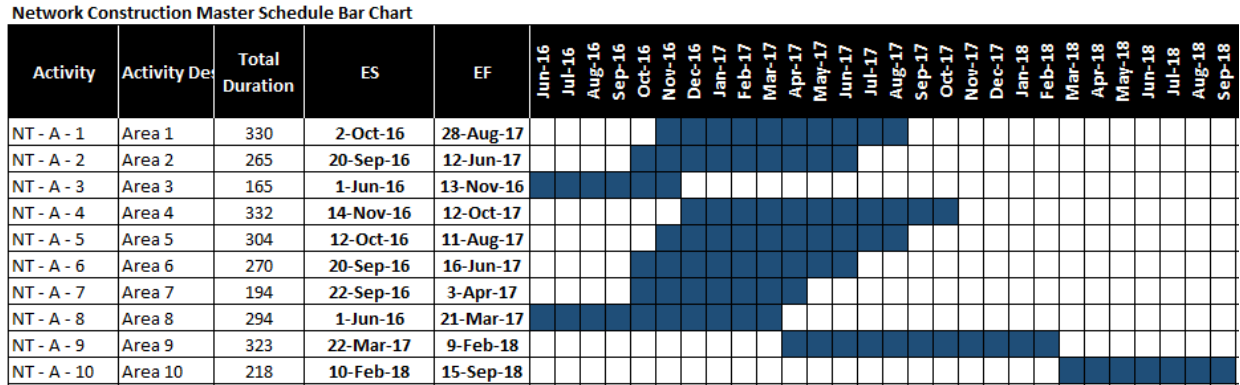 Network Construction Master Schedule Bar Chart
Activity Activity Des Total Duration ES EF Jun-16 Jul-16 Aug-16 Sep-16 Oct-16 Nov-16 Dec-16 Jan-17 Feb-17 Mar-17 Apr-17 May-17 Jun-17 Jul-17 Aug-17 Sep-17 Oct-17 Nov-17 Dec-17 Jan-18 Feb-18 Mar-18 Apr-18 May-18 Jun-18 Jul-18 Aug-18 Sep-18
NT - A - 1 Area 1 330 2-Oct-16 28-Aug-17
NT - A - 2 Area 2 265 20-Sep-16 12-Jun-17
NT - A - 3 Area 3 165 1-Jun-16 13-Nov-16
NT - A - 4 Area 4 332 14-Nov-16 12-Oct-17
NT - A - 5 Area 5 304 12-Oct-16 11-Aug-17
NT - A - 6 Area 6 270 20-Sep-16 16-Jun-17
NT - A - 7 Area 7 194 22-Sep-16 3-Apr-17
NT - A - 8 Area 8 294 1-Jun-16 21-Mar-17
NT - A - 9 Area 9 323 22-Mar-17 9-Feb-18
NT - A - 10 Area 10 218 10-Feb-18 15-Sep-18